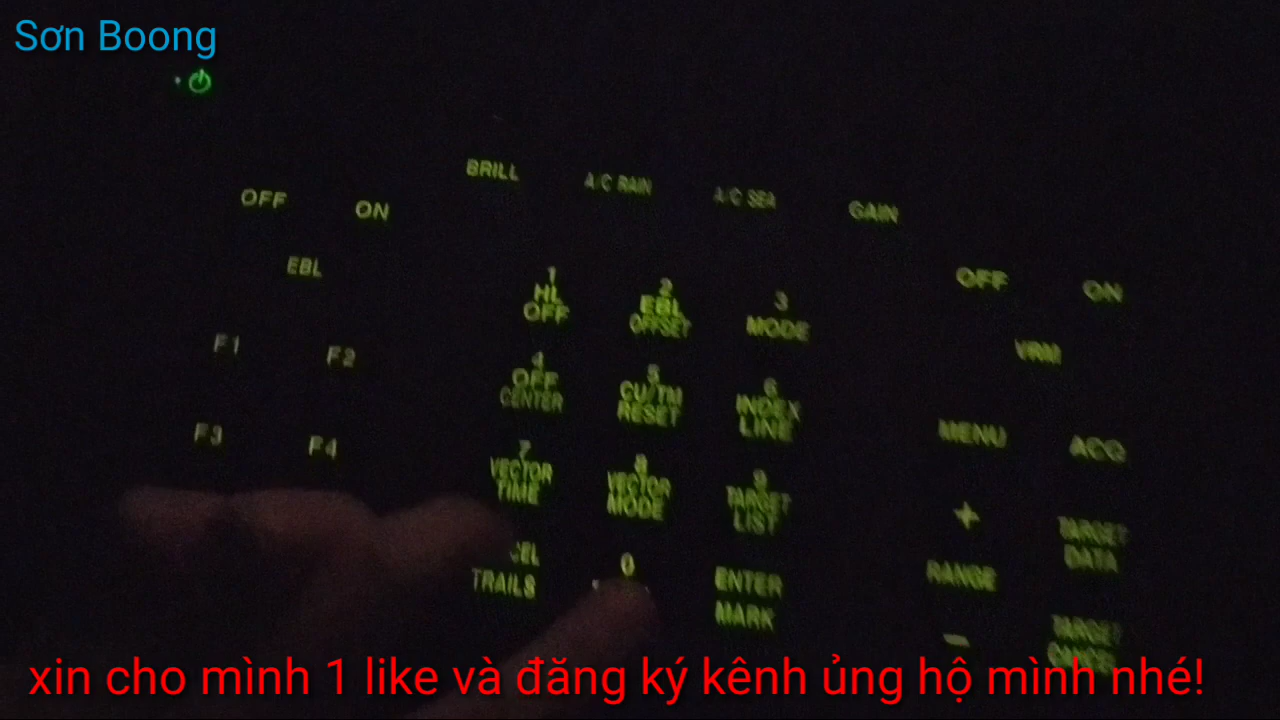 Sơn Boong
BRILL
A/C RAIN
A/C SEA
GAIN
OFF
ON
EBL
1
HL
OFF
2
EBL
OFFSET
3
MODE
OFF
ON
VRM
F1
F2
4
OFF
CENTER
5
CU/TM
RESET
6
INDEX
LINE
MENU
ACQ
F3
F4
7
VECTOR
TIME
8
VECTOR
MODE
9
TARGET
LIST
+
RANGE
-
TARGET
DATA
TRAILS
0
ENTER
MARK
TARGET
xin cho mình 1 like và đăng ký kênh ủng hộ mình nhé!